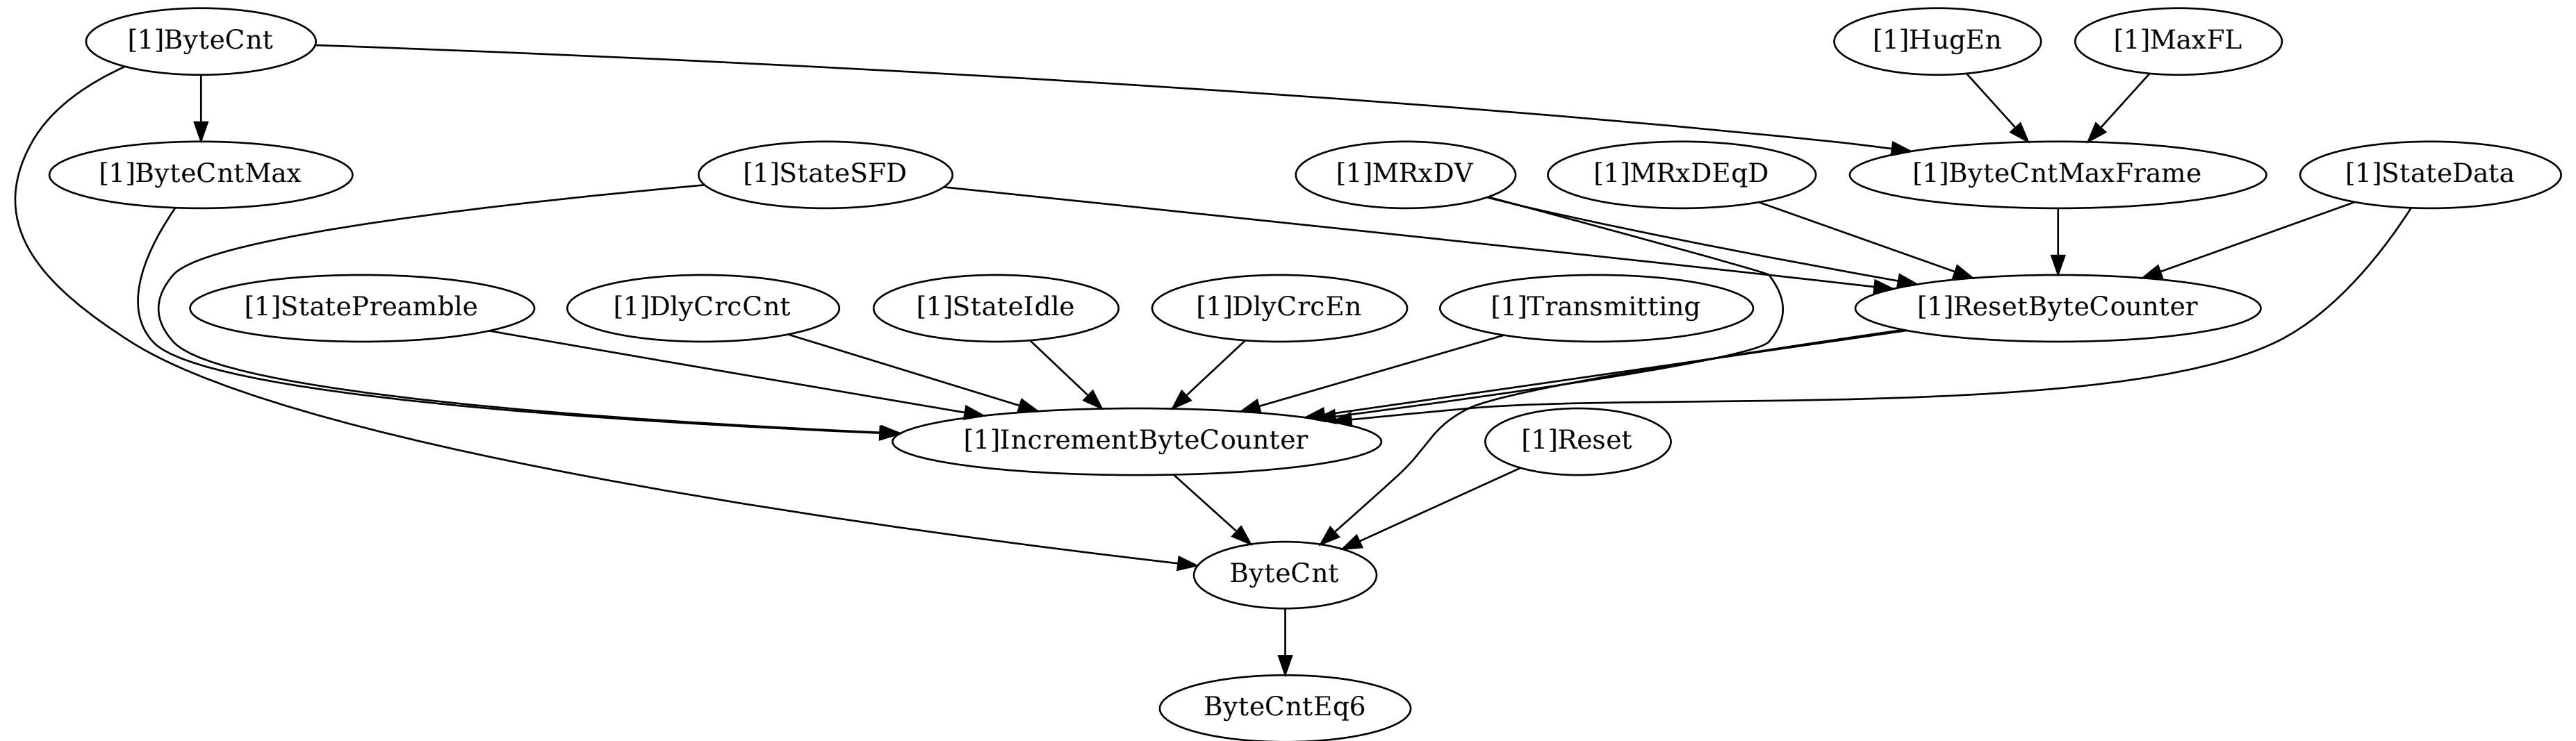 [1]ByteCnt
[1]HugEn
[1]MaxFL
[1]ByteCntMax
[1]StateSFD
[1]MRxDV
[1]MRxDEqD
[1]ByteCntMaxFrame
[1]StateData
[1]StatePreamble
[1]DlyCrcCnt
[1]StateIdle
[1]DlyCrcEn
[1]Transmitting
[1]ResetByteCounter
[1]IncrementByteCounter
[1]Reset
ByteCnt
ByteCntEq6